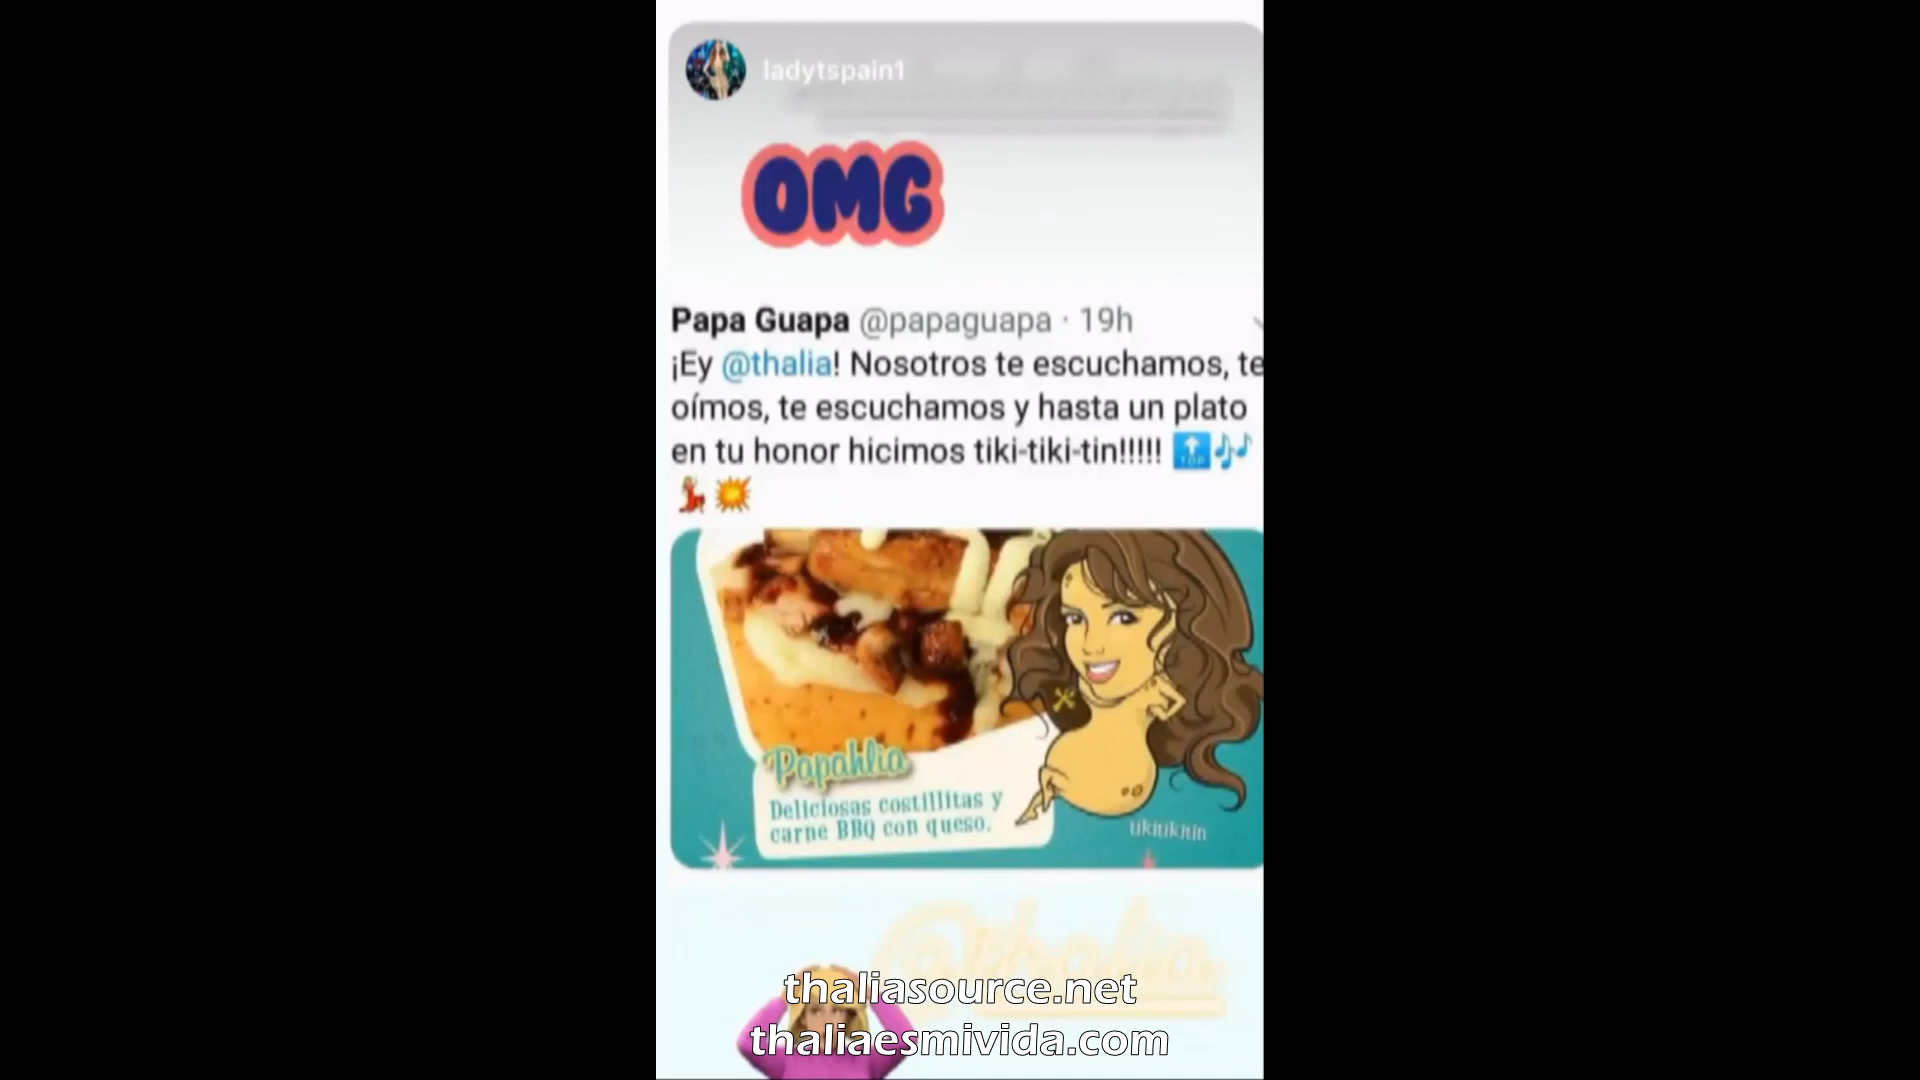 ladytspain1
OMG
Papa Guapa @papaguapa · 19h
¡Ey @thalia! Nosotros te escuchamos, te
oímos, te escuchamos y hasta un plato
en tu honor hicimos tiki-tiki-tin!!!!! 🔝🎶
💃💥
Papahlia
Deliciosas costillitas y
carne BBQ con queso.
tikitikitin
@thalia
thaliasource.net
thaliaesmivida.com